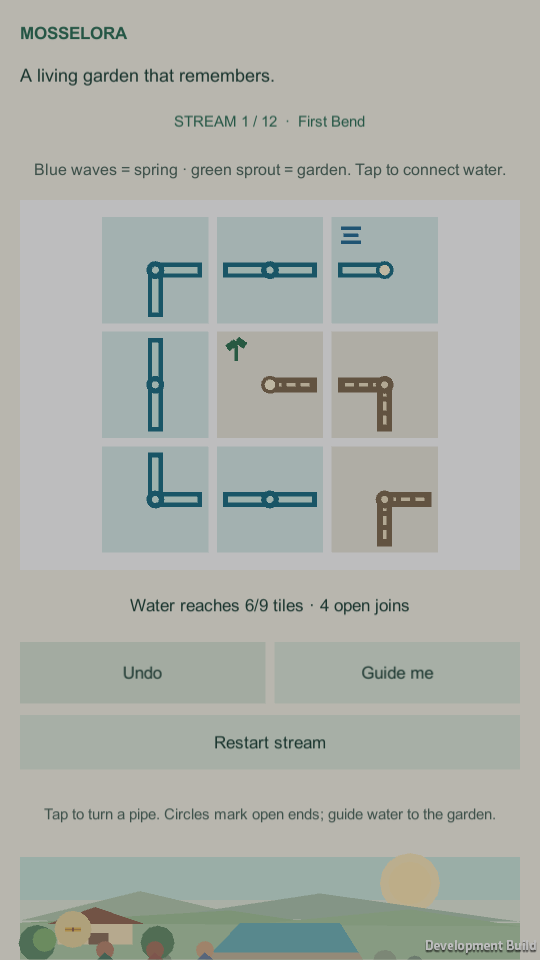 MOSSELORA
A living garden that remembers.
STREAM 1 / 12 · First Bend
Blue waves = spring · green sprout = garden. Tap to connect water.
Water reaches 6/9 tiles · 4 open joins
Undo
Guide me
Restart stream
Tap to turn a pipe. Circles mark open ends; guide water to the garden.
Development Build